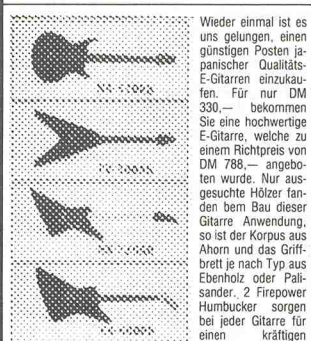 Wieder einmal ist es
uns gelungen, einen
günstigen Posten ja-
panischer Qualitäts-
E-Gitarren einzukau-
fen. Für nur DM
330,— bekommen
Sie eine hochwertige
E-Gitarre, welche zu
einem Richtpreis von
DM 788,— angebo-
ten wurde. Nur aus-
gesuchte Hölzer fan-
den bem Bau dieser
Gitarre Anwendung,
so ist der Korpus aus
Ahorn und das Griff-
brett je nach Typ aus
Ebenholz oder Pali-
sander. 2 Firepower
Humbucker sorgen
bei jeder Gitarre für
einen kräftigen